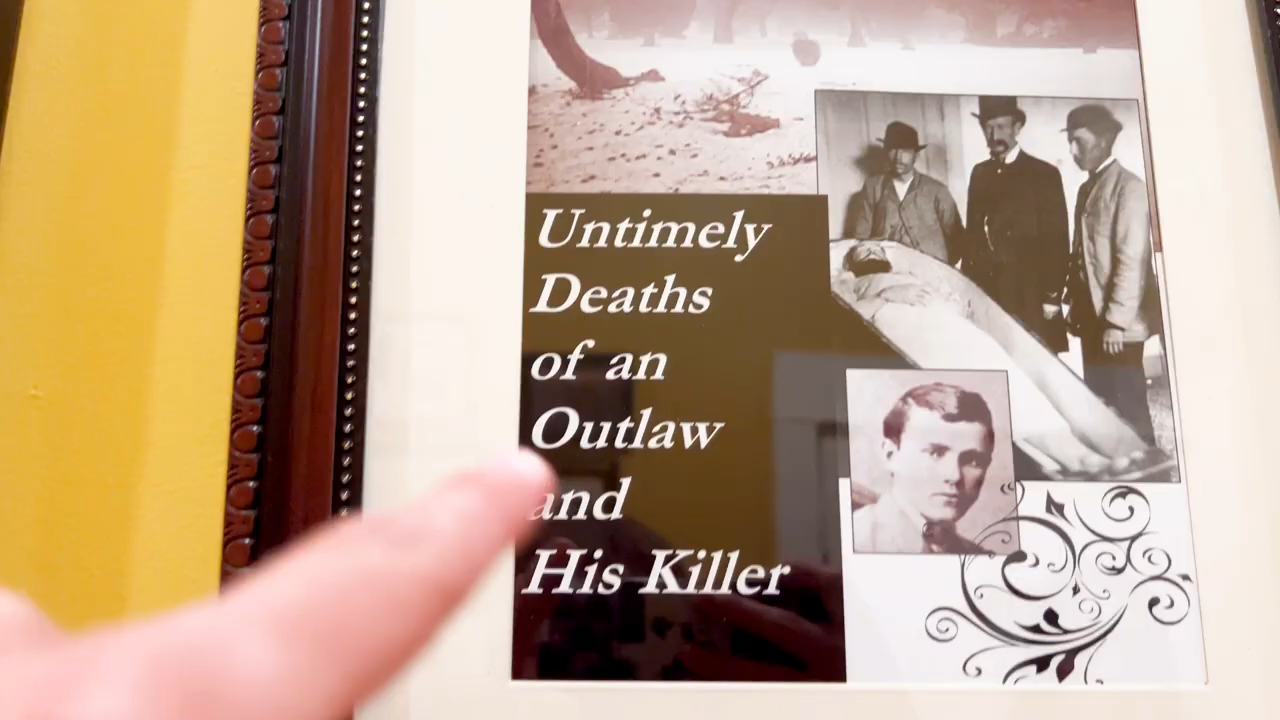 Untimely
Deaths
of an
Outlaw
and
His Killer